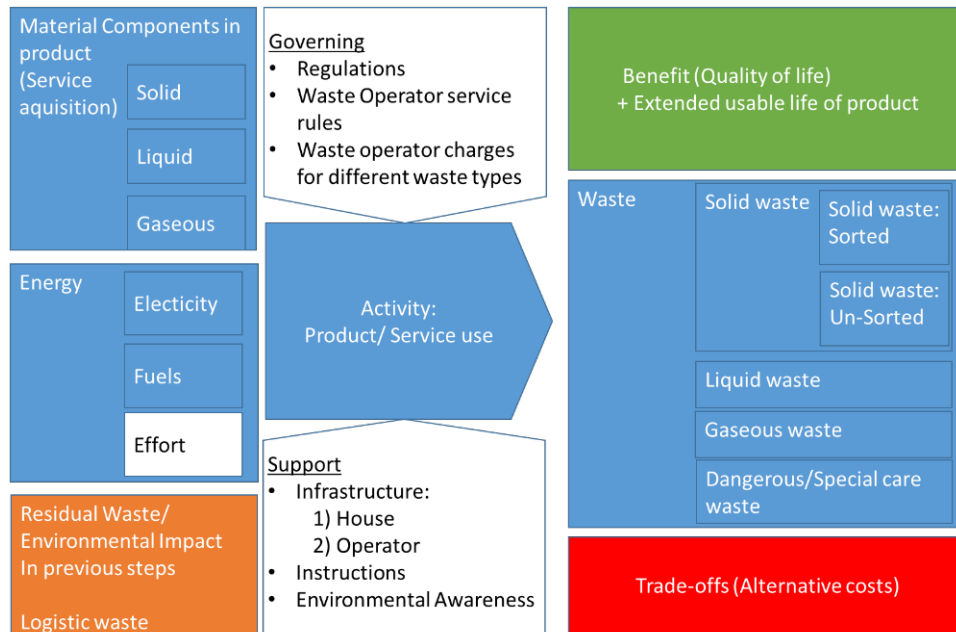 Material Components in
product
(Service
aquisition)
Solid
Liquid
Gaseous
Energy
Electicity
Fuels
Effort
Residual Waste/
Environmental Impact
In previous steps
Logistic waste
Governing
• Regulations
• Waste Operator service
rules
• Waste operator charges
for different waste types
Activity:
Product/ Service use
Support
• Infrastructure:
1) House
2) Operator
• Instructions
• Environmental Awareness
Benefit (Quality of life)
+ Extended usable life of product
Waste
Solid waste
Solid waste:
Sorted
Solid waste:
Un-Sorted
Liquid waste
Gaseous waste
Dangerous/Special care
waste
Trade-offs (Alternative costs)